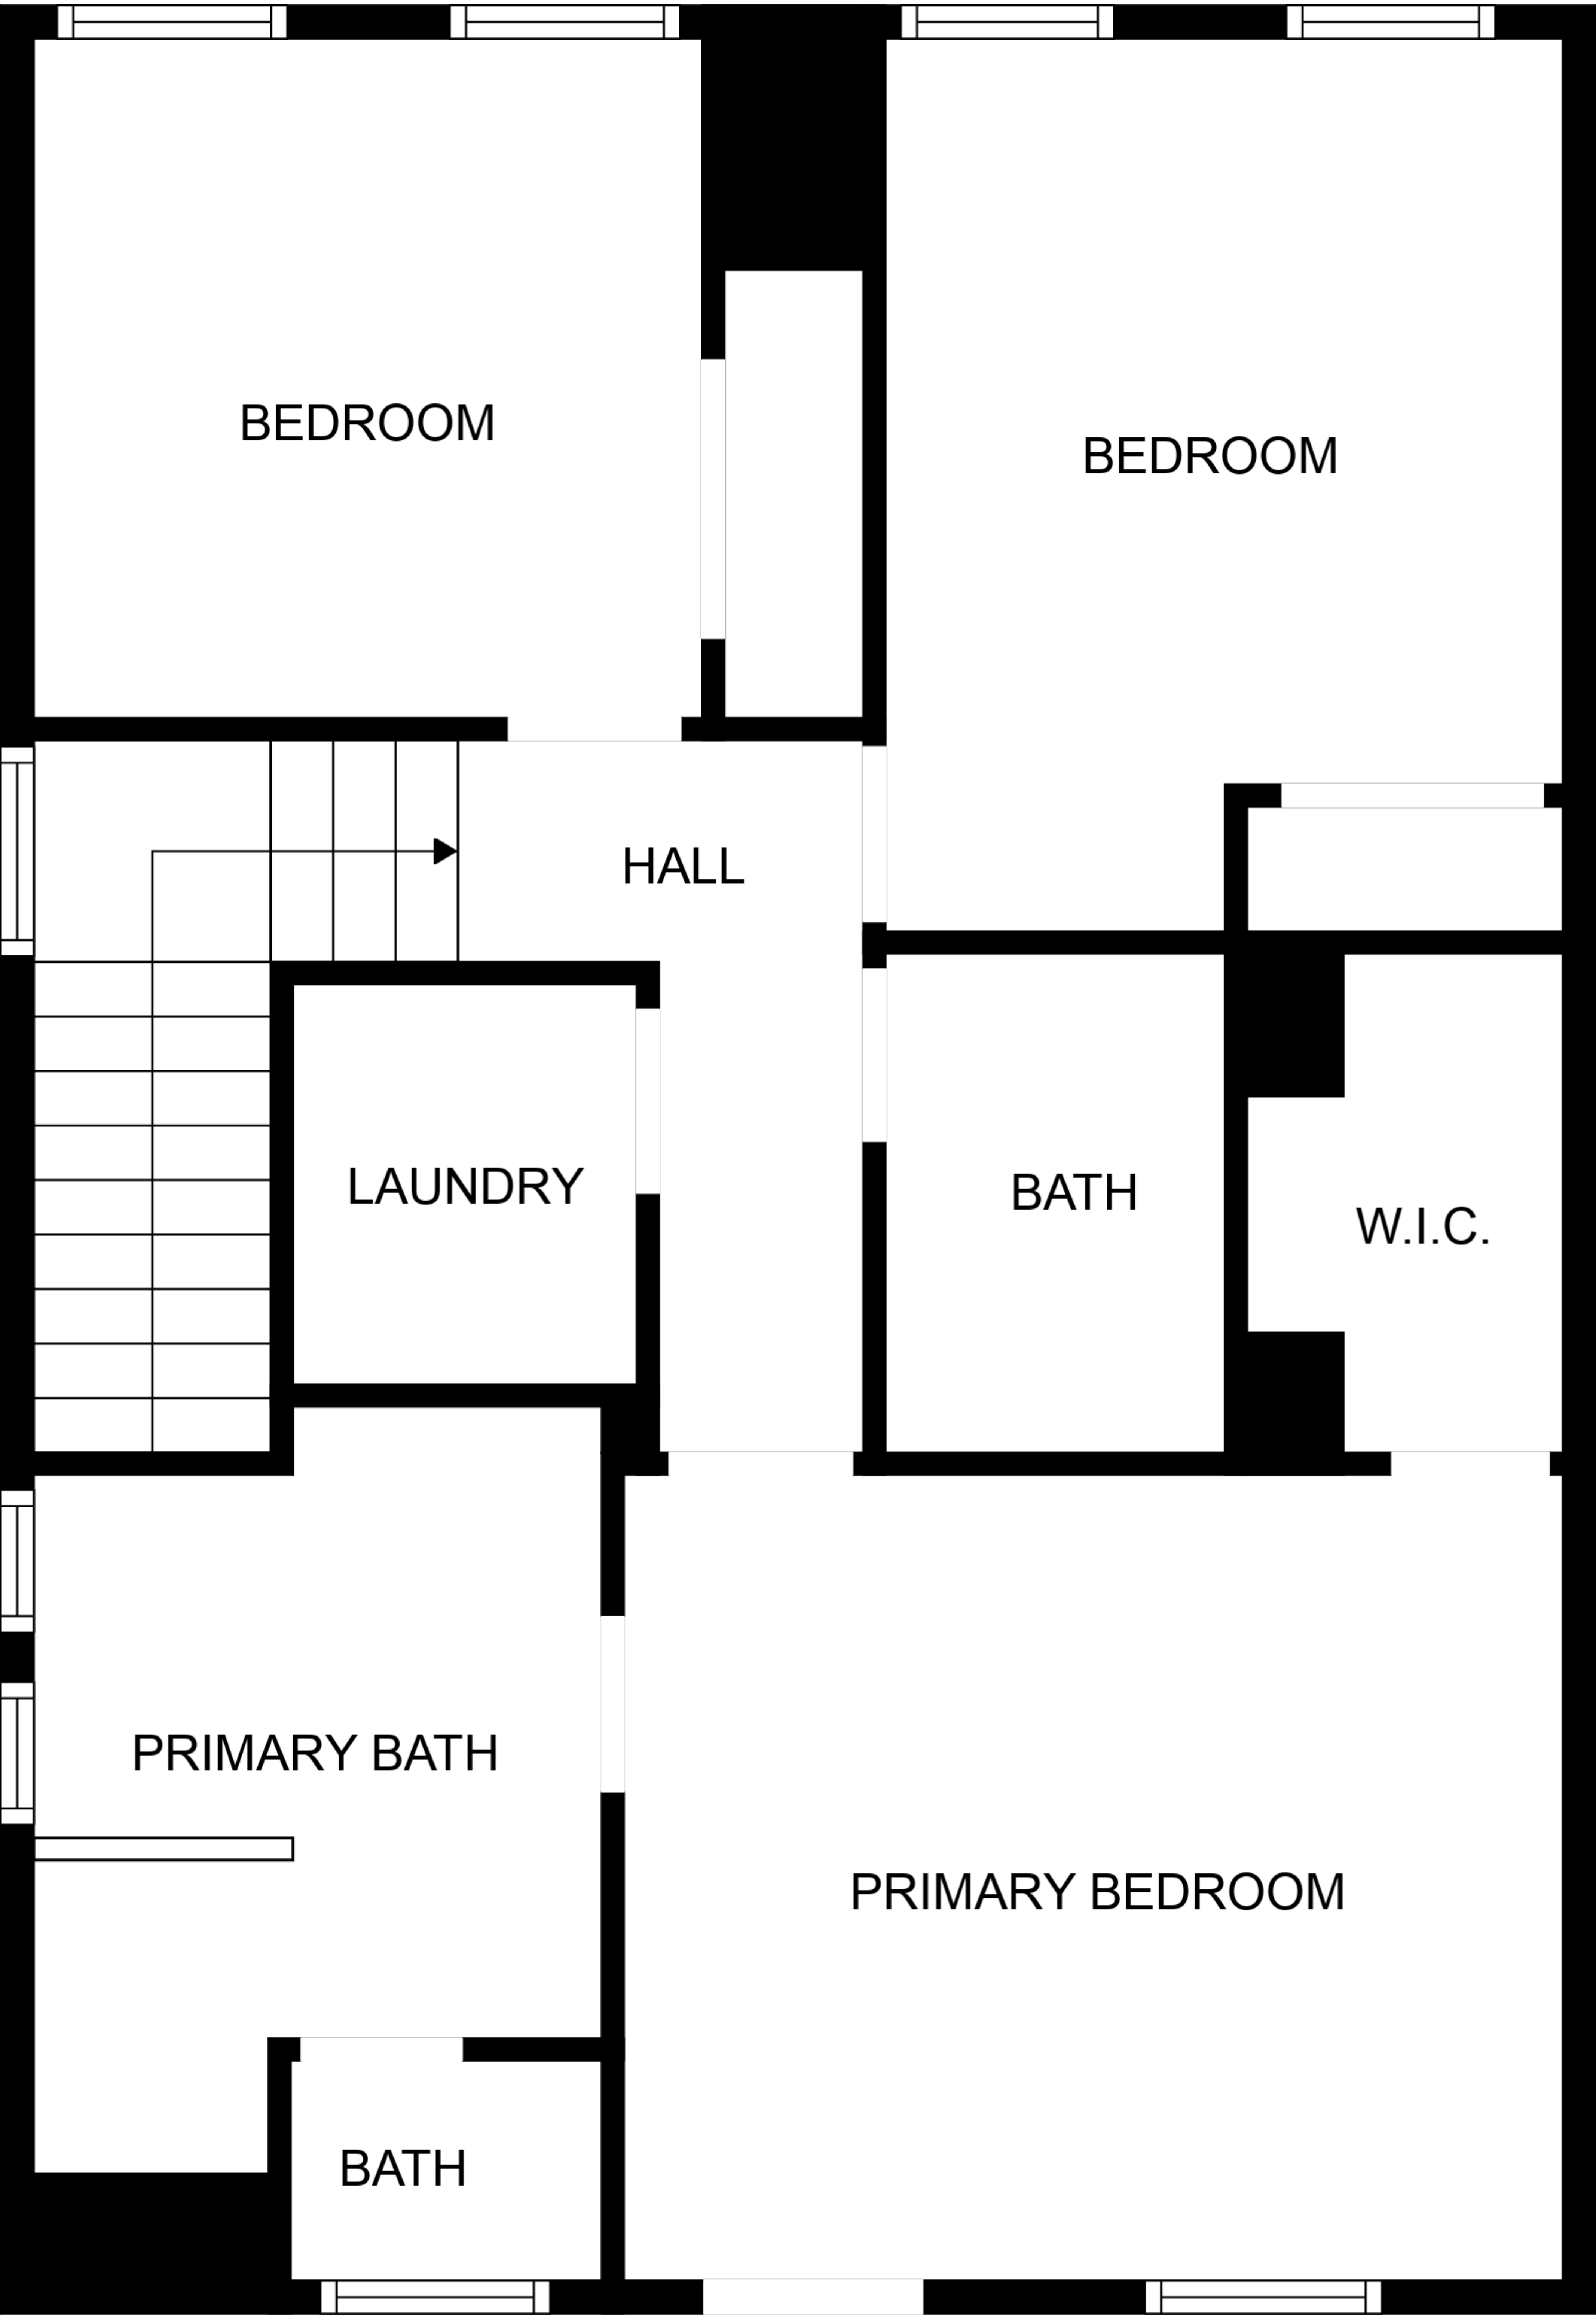 BEDROOM
BEDROOM
HALL
LAUNDRY
BATH
W.I.C.
PRIMARY BATH
PRIMARY BEDROOM
BATH